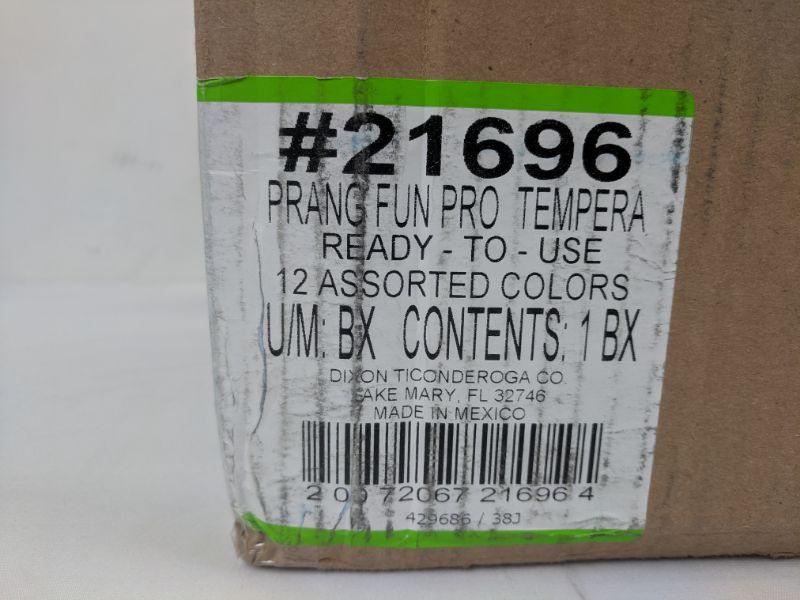 #21696
PRANG FUN PRO TEMPERA
READY - TO - USE
12 ASSORTED COLORS
U/M: BX CONTENTS: 1 BX
DIXON TICONDEROGA CO.
LAKE MARY, FL 32746
MADE IN MEXICO
2 00 72067 21696 4
429686 / 38J